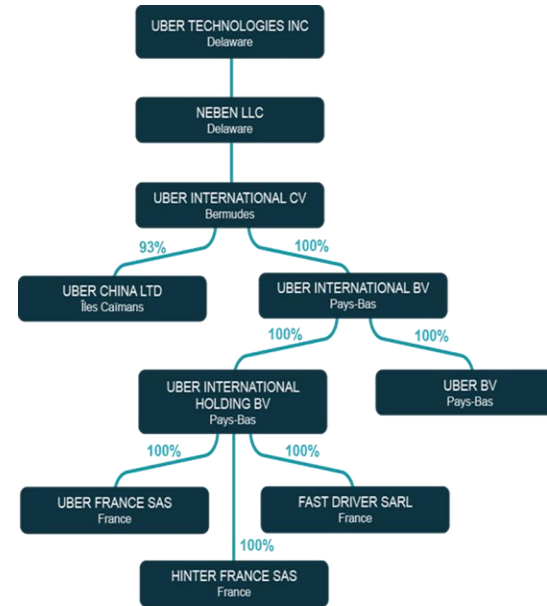 UBER TECHNOLOGIES INC
Delaware
NEBEN LLC
Delaware
UBER INTERNATIONAL CV
Bermudes
93%
100%
UBER CHINA LTD
Îles Caïmans
UBER INTERNATIONAL BV
Pays-Bas
100%
100%
UBER INTERNATIONAL
HOLDING BV
Pays-Bas
UBER BV
Pays-Bas
100%
100%
UBER FRANCE SAS
France
FAST DRIVER SARL
France
100%
HINTER FRANCE SAS
France